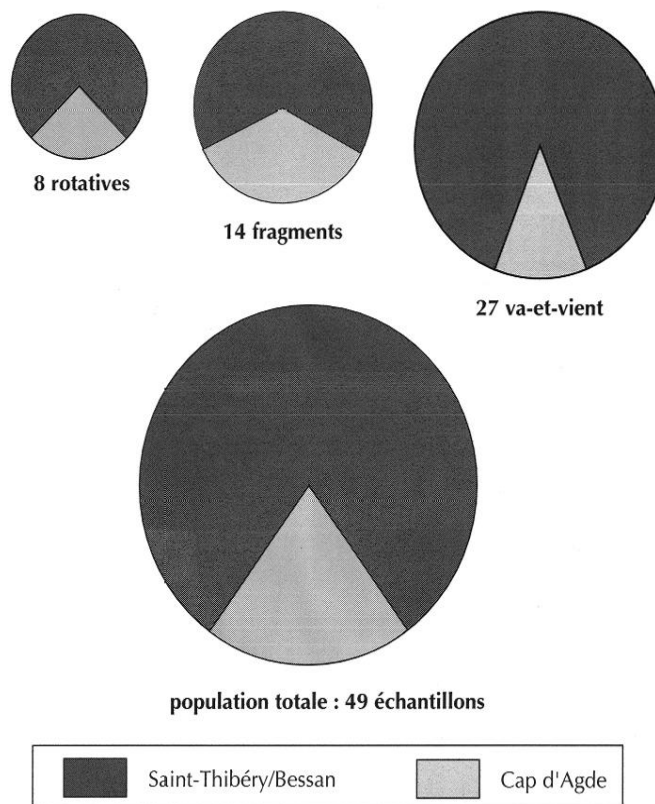 8 rotatives
14 fragments
27 va-et-vient
population totale : 49 échantillons
Saint-Thibéry/Bessan
Cap d'Agde